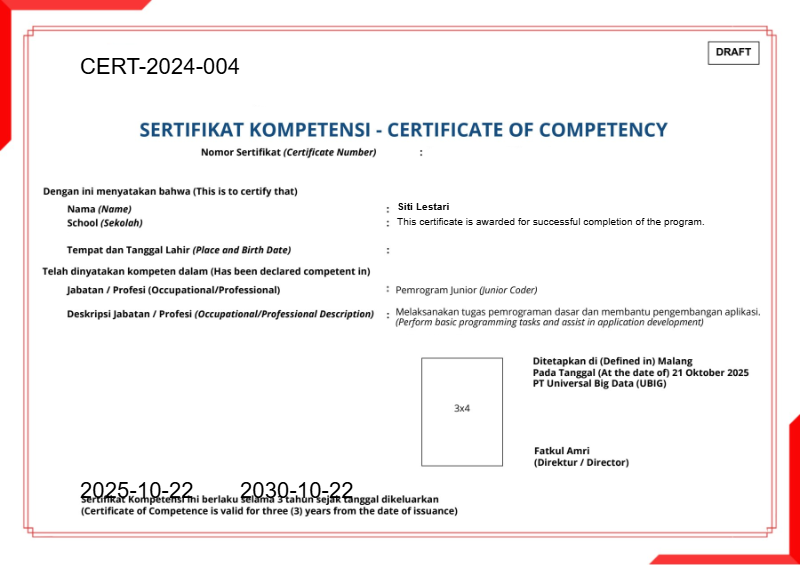 DRAFT
CERT-2024-004
SERTIFIKAT KOMPETENSI - CERTIFICATE OF COMPETENCY
Nomor Sertifikat (Certificate Number) :
Dengan ini menyatakan bahwa (This is to certify that)
Nama (Name) : Siti Lestari
School (Sekolah) : This certificate is awarded for successful completion of the program.
Tempat dan Tanggal Lahir (Place and Birth Date) :
Telah dinyatakan kompeten dalam (Has been declared competent in)
Jabatan / Profesi (Occupational/Professional) : Pemrogram Junior (Junior Coder)
Deskripsi Jabatan / Profesi (Occupational/Professional Description) : Melaksanakan tugas pemrograman dasar dan membantu pengembangan aplikasi.
(Perform basic programming tasks and assist in application development)
3x4
Ditetapkan di (Defined in) Malang
Pada Tanggal (At the date of) 21 Oktober 2025
PT Universal Big Data (UBIG)
Fatkul Amri
(Direktur / Director)
2025-10-22 2030-10-22
Sertifikat Kompetensi ini berlaku selama 3 tahun sejak tanggal dikeluarkan
(Certificate of Competence is valid for three (3) years from the date of issuance)